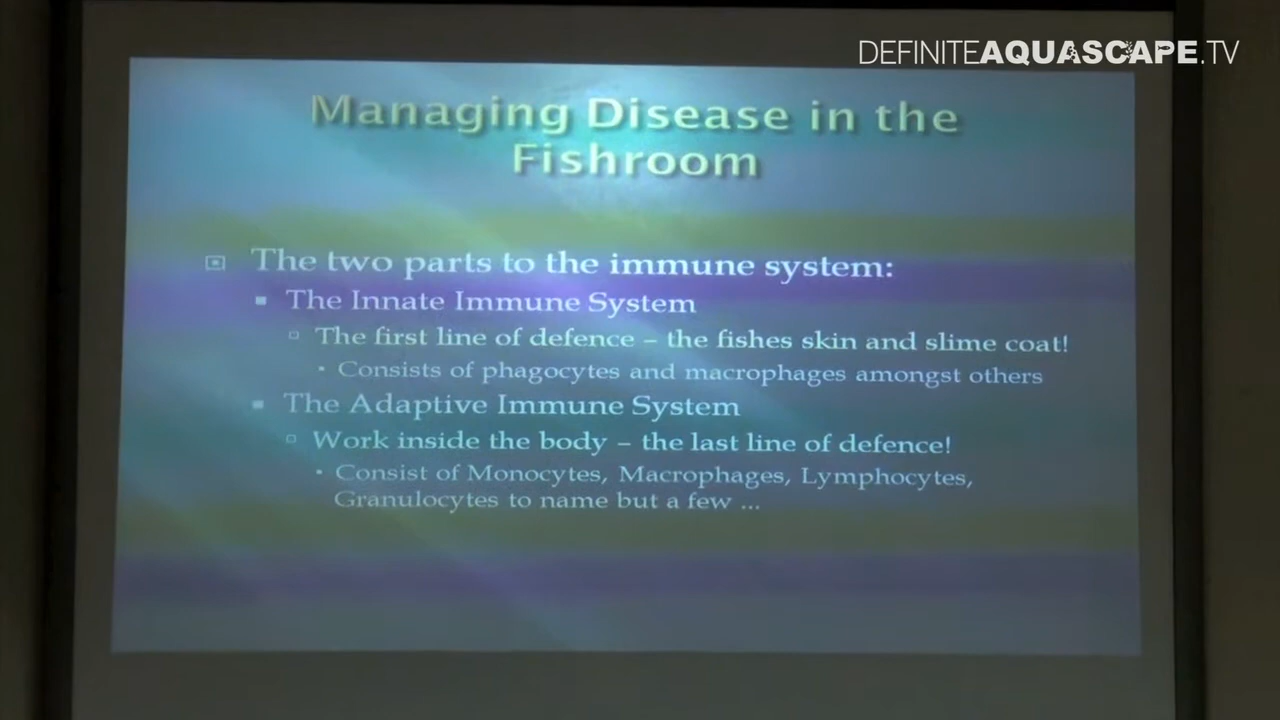 DEFINITEAQUASCAPE.TV
Managing Disease in the
Fishroom
The two parts to the immune system:
The Innate Immune System
The first line of defence – the fishes skin and slime coat!
Consists of phagocytes and macrophages amongst others
The Adaptive Immune System
Work inside the body – the last line of defence!
Consist of Monocytes, Macrophages, Lymphocytes,
Granulocytes to name but a few ...